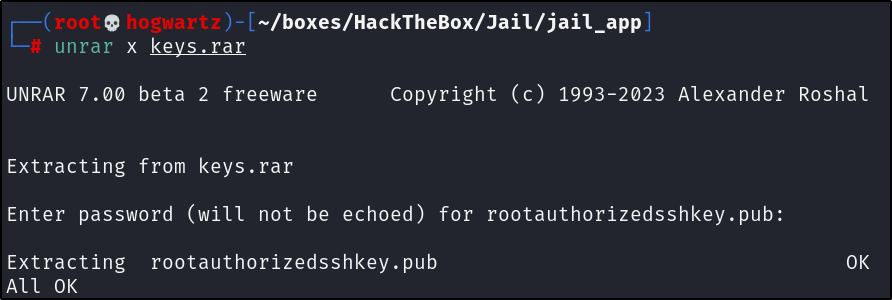 ┌──(root💀hogwartz)-[~/boxes/HackTheBox/Jail/jail_app]
└─# unrar x keys.rar
UNRAR 7.00 beta 2 freeware      Copyright (c) 1993-2023 Alexander Roshal
Extracting from keys.rar
Enter password (will not be echoed) for rootauthorizedsshkey.pub:
Extracting  rootauthorizedsshkey.pub                                  OK
All OK